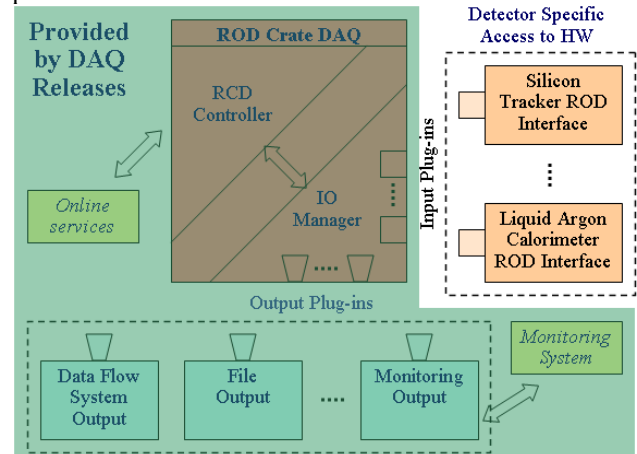 Provided
by DAQ
Releases
ROD Crate DAQ
RCD
Controller
IO
Manager
Online
services
Input Plug-ins
Output Plug-ins
Detector Specific
Access to HW
Silicon
Tracker ROD
Interface
....
Liquid Argon
Calorimeter
ROD Interface
Data Flow
System
Output
File
Output
....
Monitoring
Output
Monitoring
System